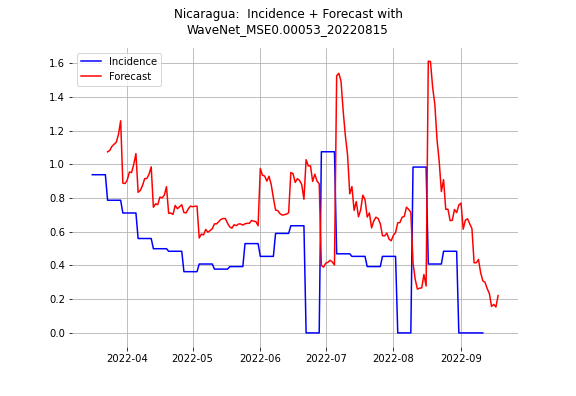 Nicaragua:  Incidence + Forecast with
WaveNet_MSE0.00053_20220815
Incidence
Forecast
1.6
1.4
1.2
1.0
0.8
0.6
0.4
0.2
0.0
2022-04 2022-05 2022-06 2022-07 2022-08 2022-09